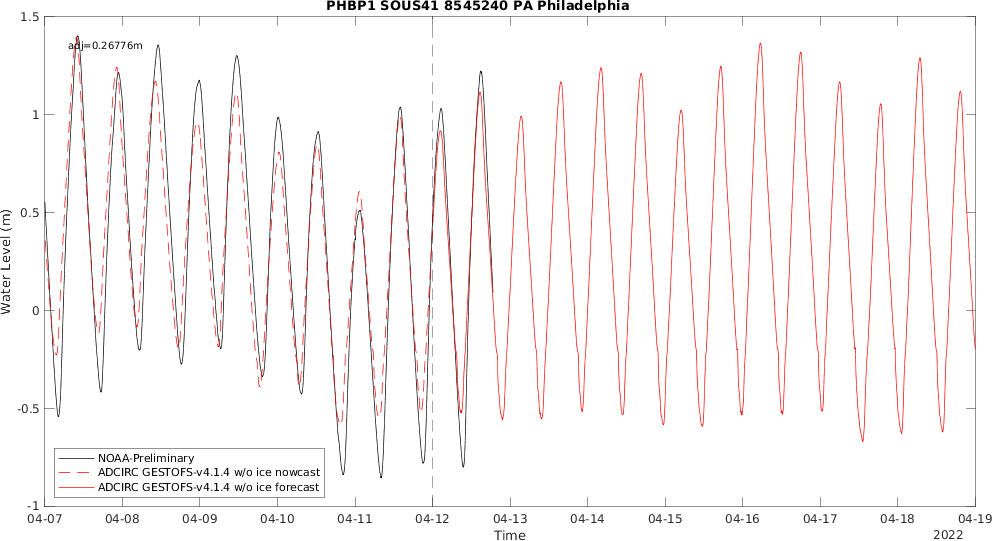 PHBP1 SOUS41 8545240 PA Philadelphia
adj=0.26776m
1.5
1
0.5
0
-0.5
-1
Water Level (m)
NOAA-Preliminary
ADCIRC GESTOFS-v4.1.4 w/o ice nowcast
ADCIRC GESTOFS-v4.1.4 w/o ice forecast
04-07 04-08 04-09 04-10 04-11 04-12 04-13 04-14 04-15 04-16 04-17 04-18 04-19
Time
2022